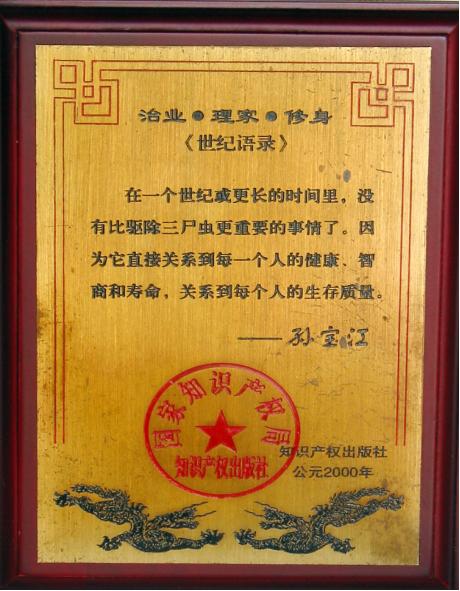 治业●理家●修身
《世纪语录》
在一个世纪或更长的时间里，没
有比驱除三尸虫更重要的事情了。因
为它直接关系到每一个人的健康、智
商和寿命，关系到每个人的生存质量。
——孙宝江
国家知识产权局
知识产权出版社
知识产权出版社
公元2000年